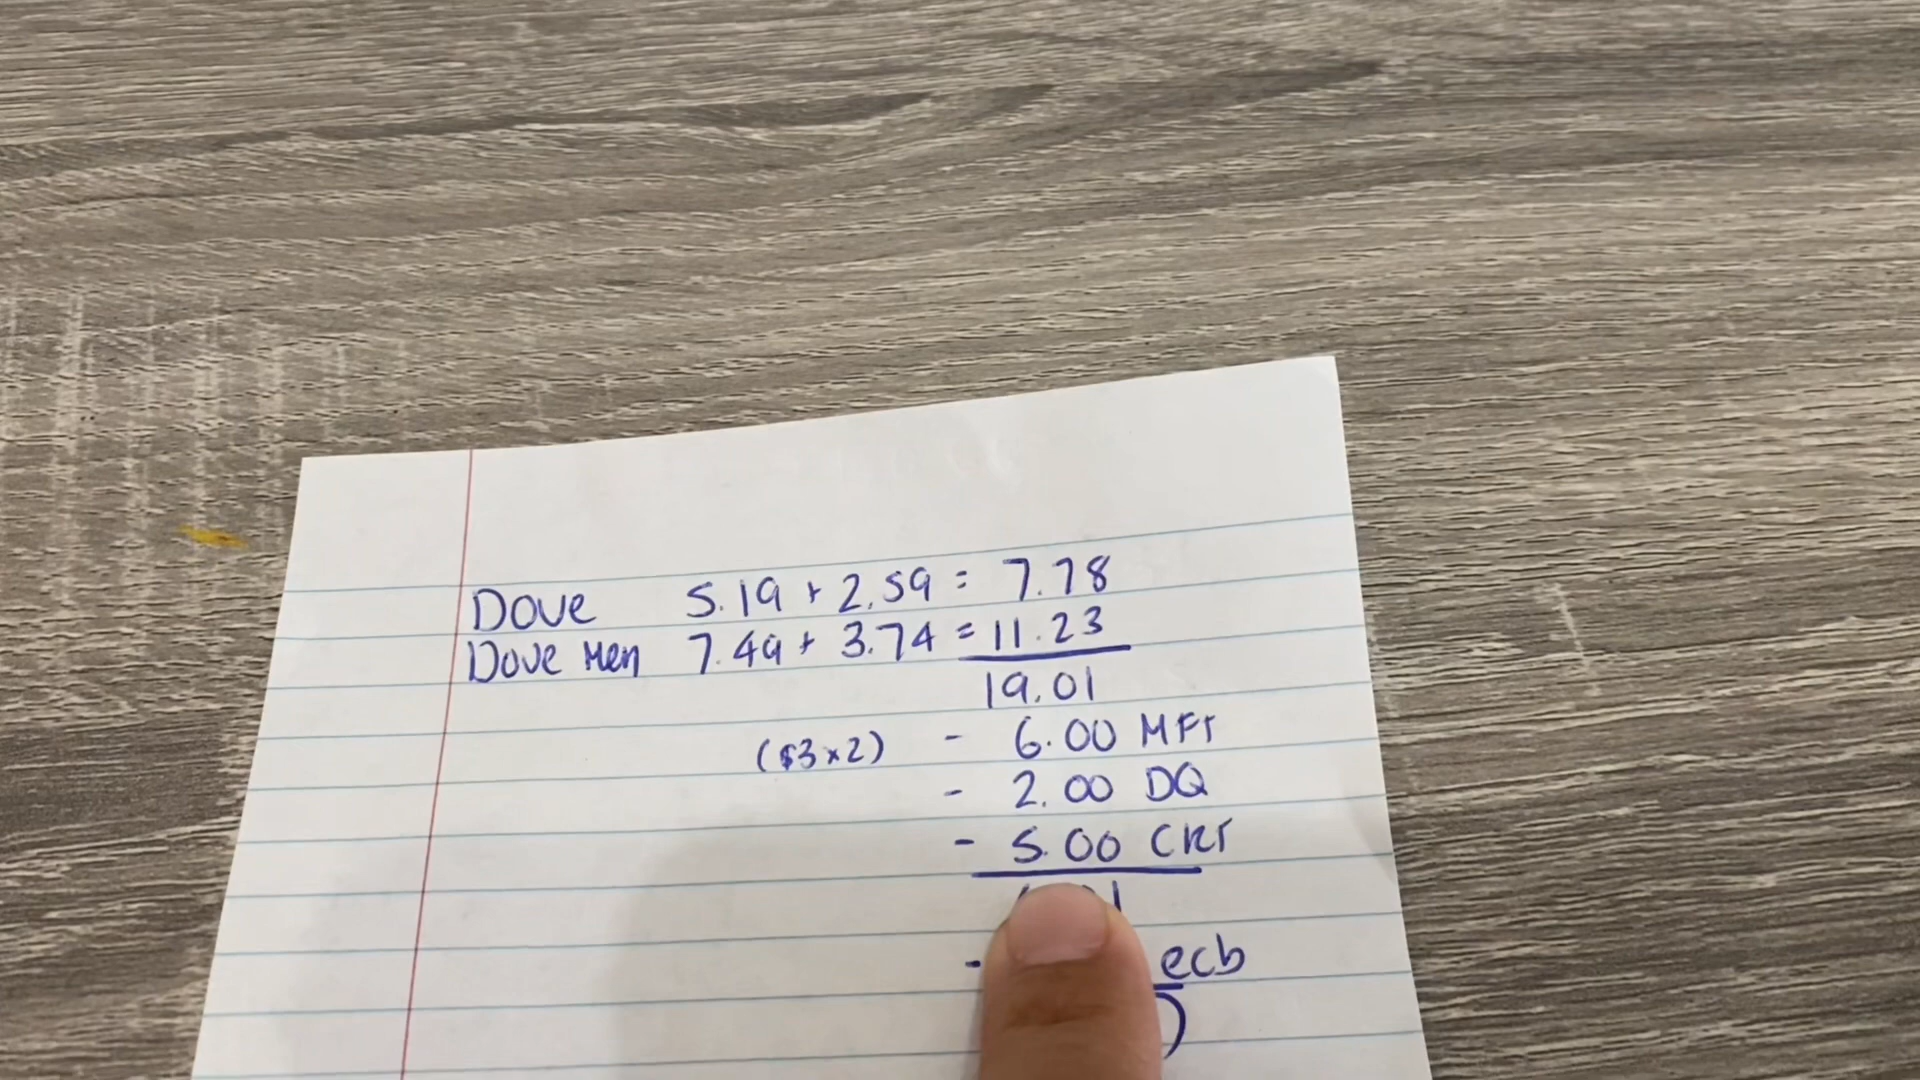 Dove 5.19 + 2.59 = 7.78
Dove Men 7.49 + 3.74 = 11.23
19.01
($3x2) - 6.00 MFr
- 2.00 DQ
- 5.00 CRT
- ecb
)